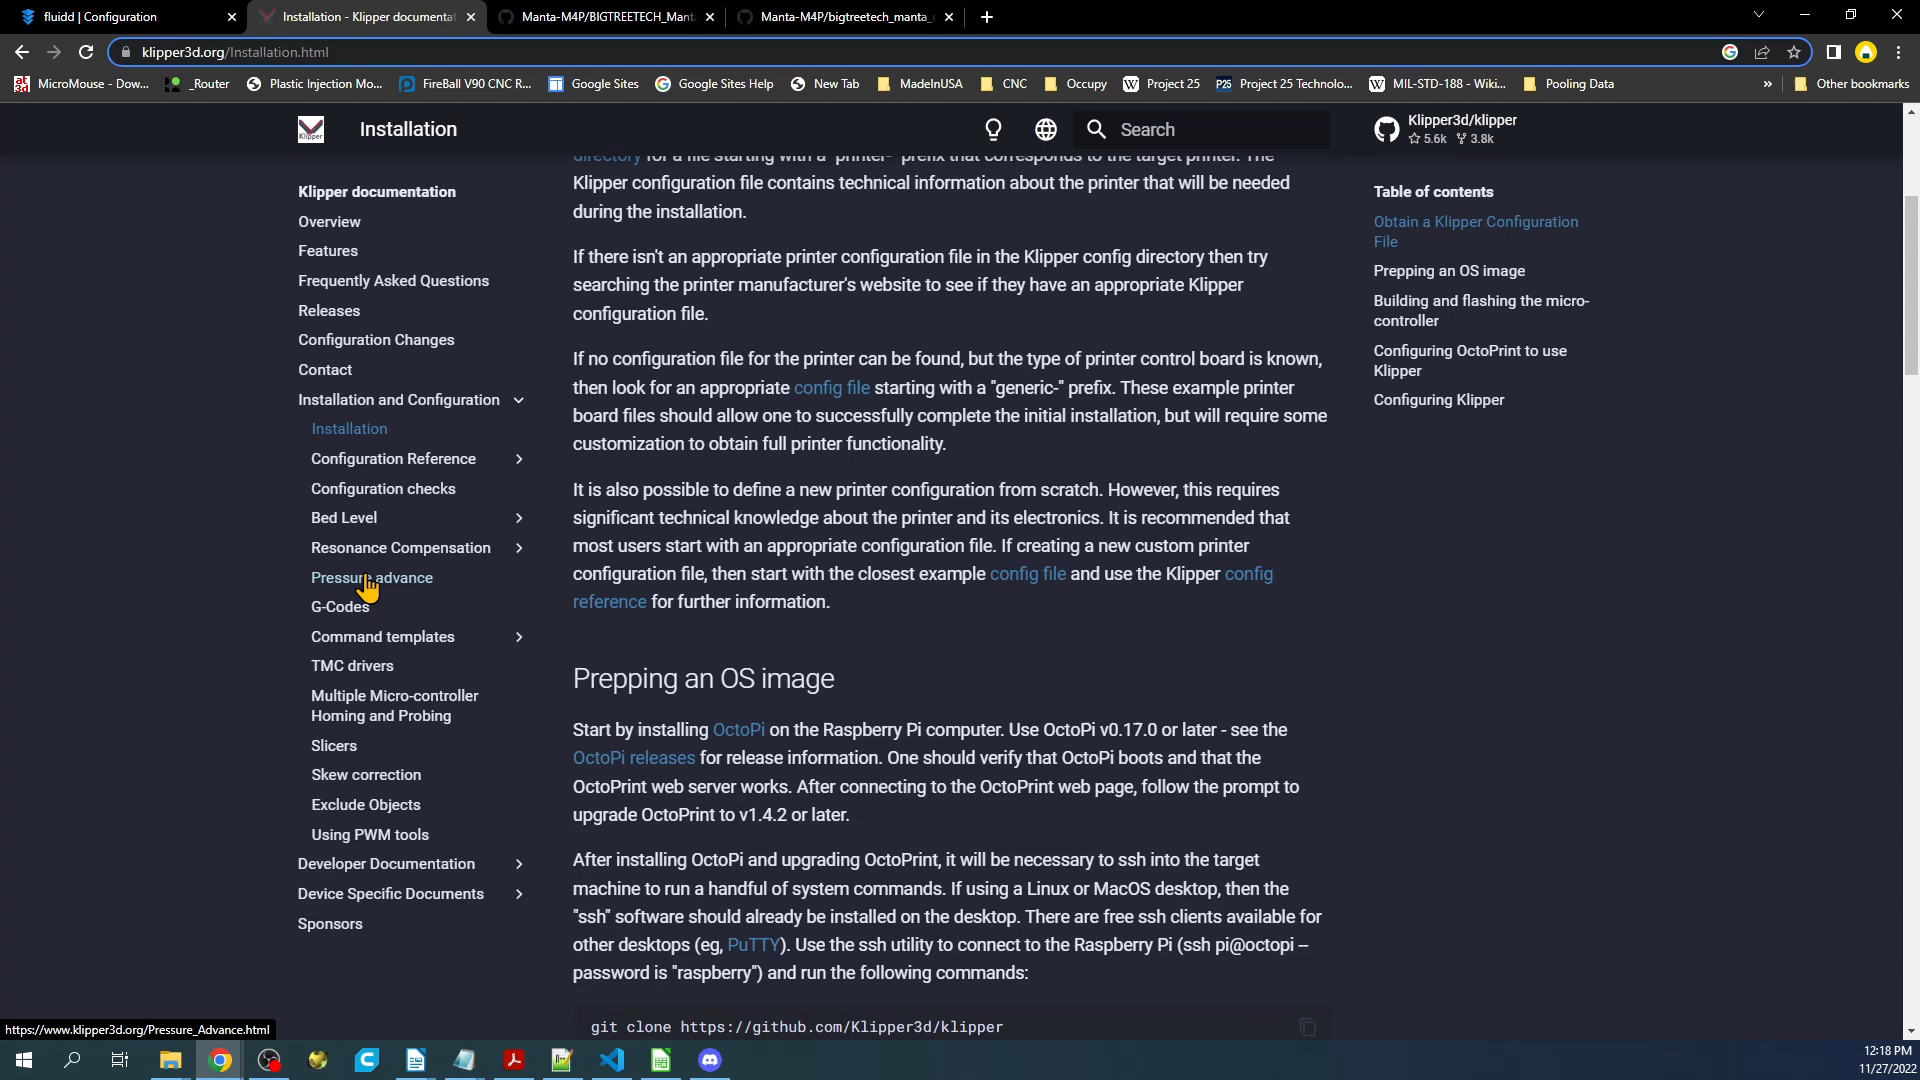 fluidd | Configuration
Installation - Klipper documentat
Manta-M4P/BIGTREETECH_Mant
Manta-M4P/bigtreetech_manta_
klipper3d.org/Installation.html
MicroMouse - Dow...
_Router
Plastic Injection Mo...
FireBall V90 CNC R...
Google Sites
Google Sites Help
New Tab
MadeInUSA
CNC
Occupy
Project 25
Project 25 Technolo...
MIL-STD-188 - Wiki...
Pooling Data
»
Other bookmarks
Klipper
Installation
Search
Klipper3d/klipper
5.6k 3.8k
Klipper documentation
Overview
Features
Frequently Asked Questions
Releases
Configuration Changes
Contact
Installation and Configuration
Installation
Configuration Reference
Configuration checks
Bed Level
Resonance Compensation
Pressure advance
G-Codes
Command templates
TMC drivers
Multiple Micro-controller
Homing and Probing
Slicers
Skew correction
Exclude Objects
Using PWM tools
Developer Documentation
Device Specific Documents
Sponsors
directory for a file starting with a "printer-" prefix that corresponds to the target printer. The
Klipper configuration file contains technical information about the printer that will be needed
during the installation.
If there isn't an appropriate printer configuration file in the Klipper config directory then try
searching the printer manufacturer's website to see if they have an appropriate Klipper
configuration file.
If no configuration file for the printer can be found, but the type of printer control board is known,
then look for an appropriate config file starting with a "generic-" prefix. These example printer
board files should allow one to successfully complete the initial installation, but will require some
customization to obtain full printer functionality.
It is also possible to define a new printer configuration from scratch. However, this requires
significant technical knowledge about the printer and its electronics. It is recommended that
most users start with an appropriate configuration file. If creating a new custom printer
configuration file, then start with the closest example config file and use the Klipper config
reference for further information.
Prepping an OS image
Start by installing OctoPi on the Raspberry Pi computer. Use OctoPi v0.17.0 or later - see the
OctoPi releases for release information. One should verify that OctoPi boots and that the
OctoPrint web server works. After connecting to the OctoPrint web page, follow the prompt to
upgrade OctoPrint to v1.4.2 or later.
After installing OctoPi and upgrading OctoPrint, it will be necessary to ssh into the target
machine to run a handful of system commands. If using a Linux or MacOS desktop, then the
"ssh" software should already be installed on the desktop. There are free ssh clients available for
other desktops (eg, PuTTY). Use the ssh utility to connect to the Raspberry Pi (ssh pi@octopi –
password is "raspberry") and run the following commands:
git clone https://github.com/Klipper3d/klipper
Table of contents
Obtain a Klipper Configuration
File
Prepping an OS image
Building and flashing the micro-
controller
Configuring OctoPrint to use
Klipper
Configuring Klipper
https://www.klipper3d.org/Pressure_Advance.html
12:18 PM
11/27/2022